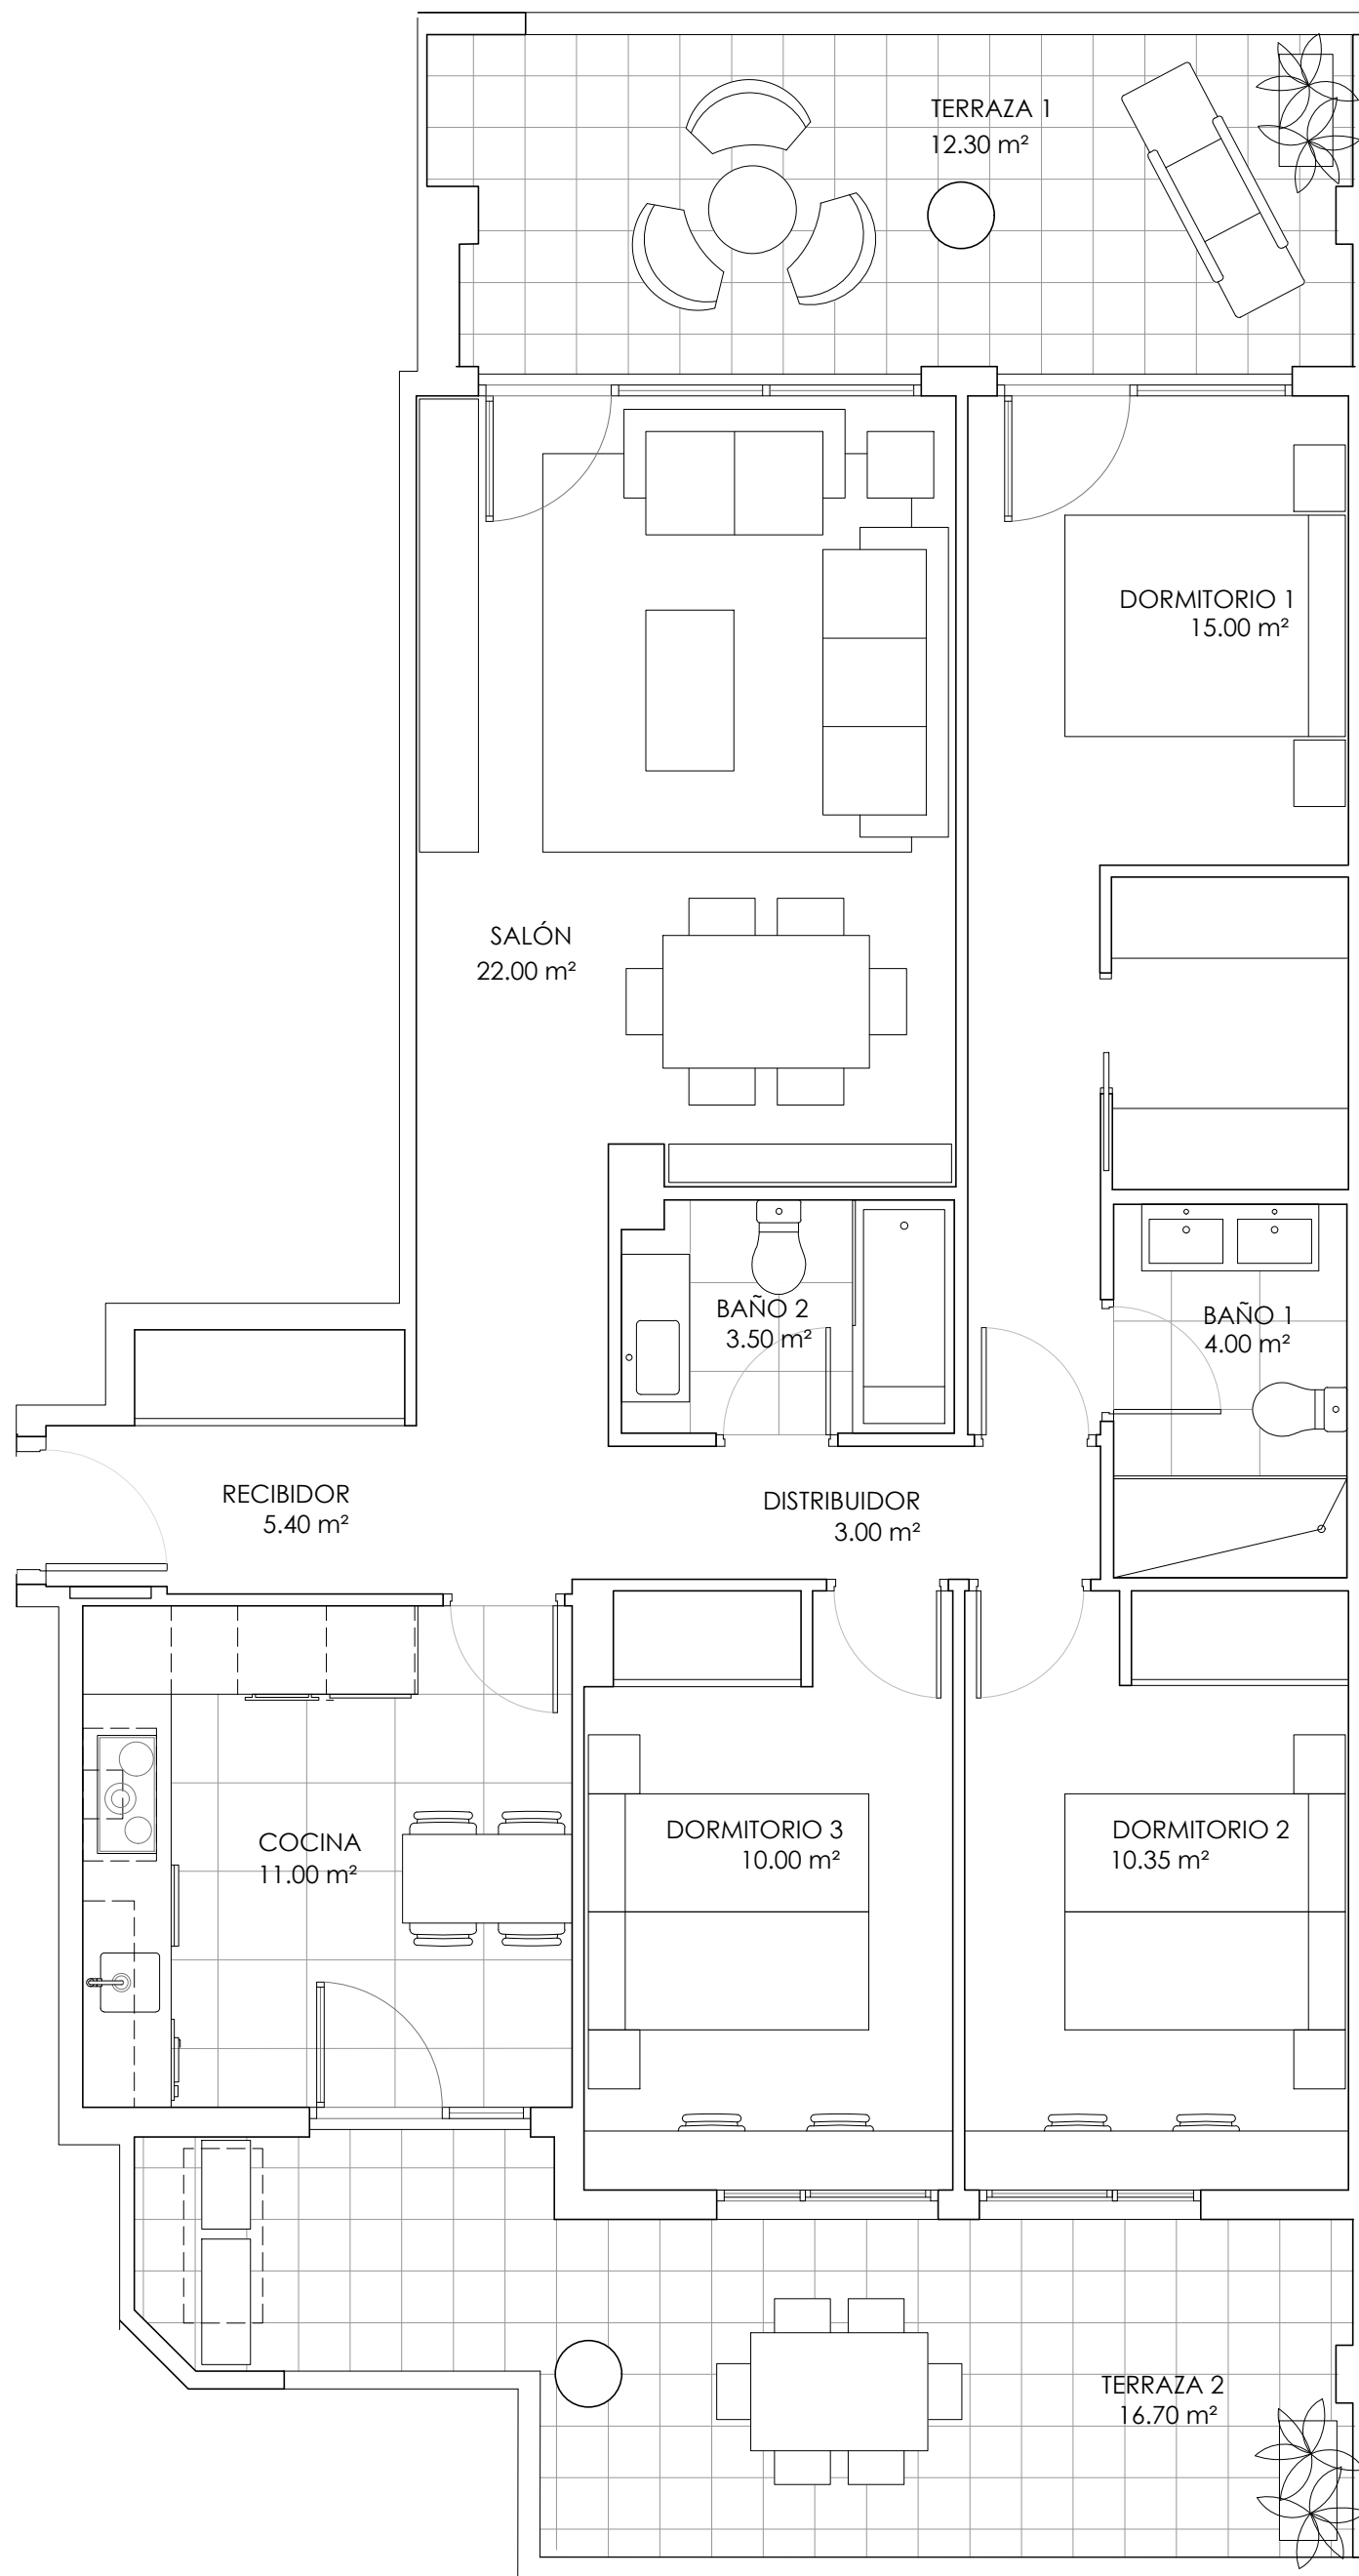 TERRAZA 1
12.30 m²
DORMITORIO 1
15.00 m²
SALÓN
22.00 m²
BAÑO 2
3.50 m²
BAÑO 1
4.00 m²
RECIBIDOR
5.40 m²
DISTRIBUIDOR
3.00 m²
COCINA
11.00 m²
DORMITORIO 3
10.00 m²
DORMITORIO 2
10.35 m²
TERRAZA 2
16.70 m²